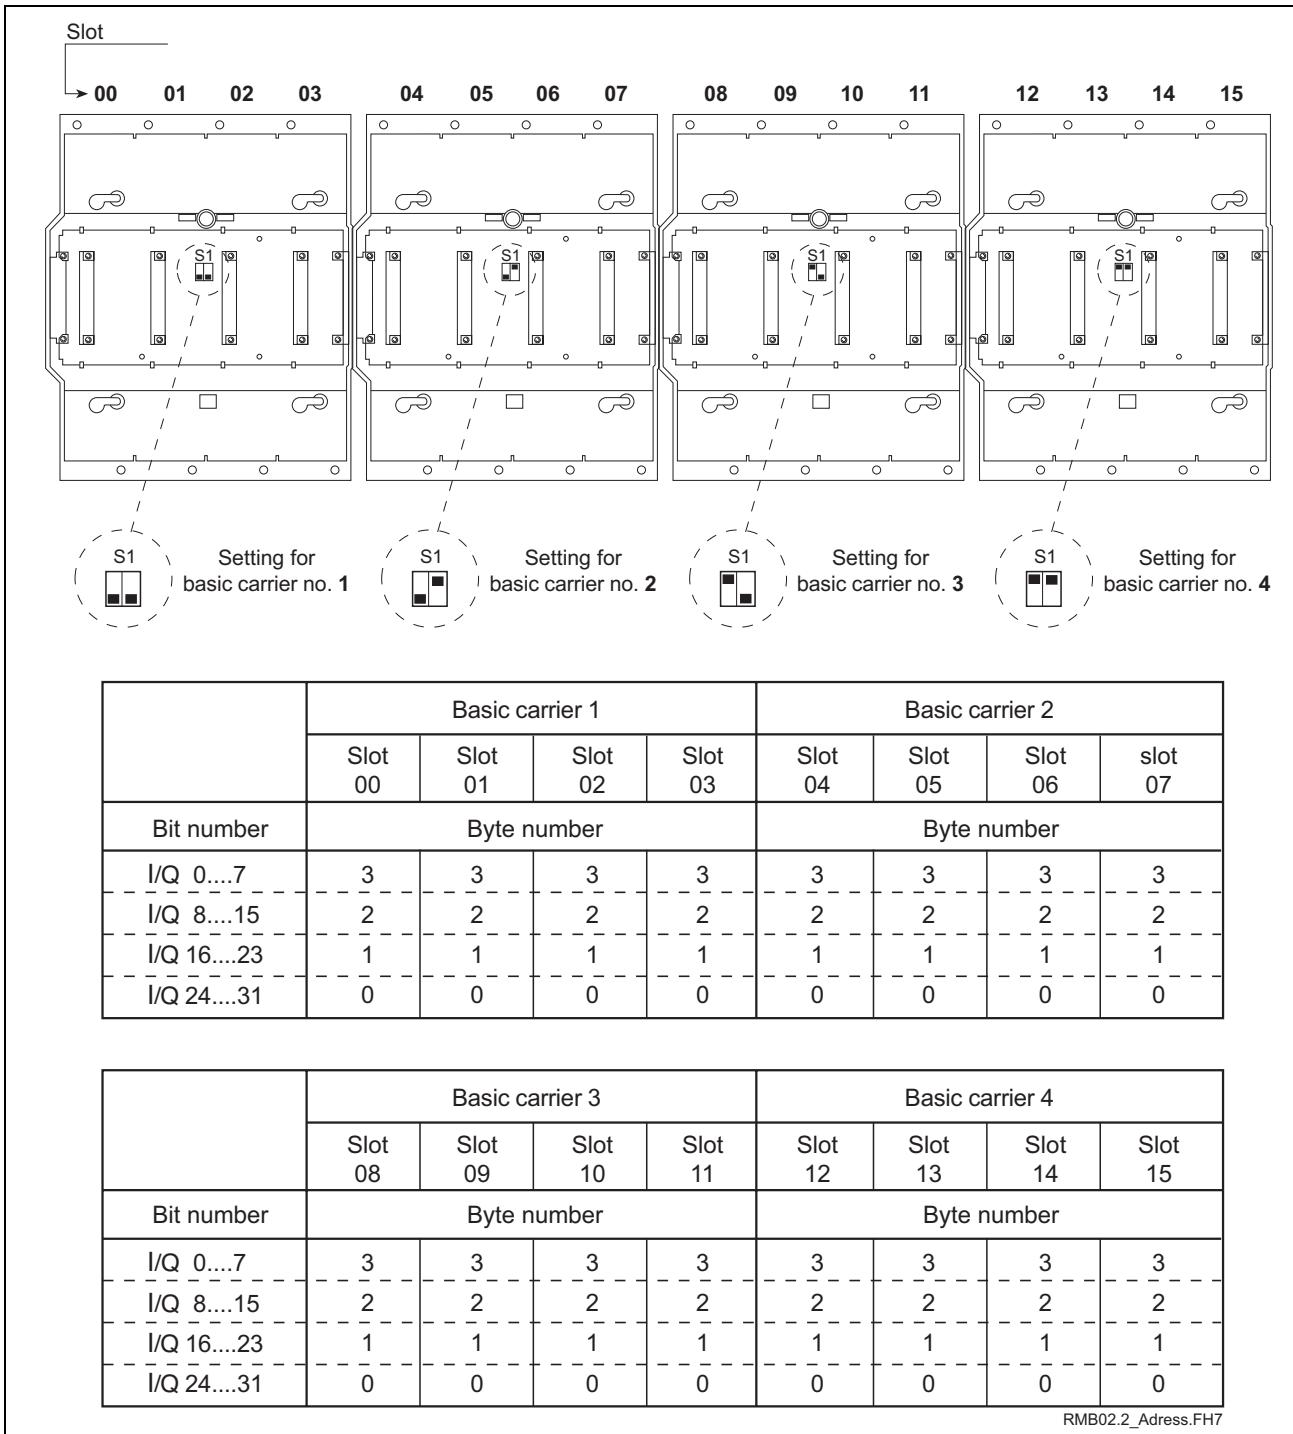 Slot
00 01 02 03 04 05 06 07 08 09 10 11 12 13 14 15
S1 S1 S1 S1
S1 Setting for
basic carrier no. 1
S1 Setting for
basic carrier no. 2
S1 Setting for
basic carrier no. 3
S1 Setting for
basic carrier no. 4
Basic carrier 1 Basic carrier 2
Slot Slot Slot Slot Slot Slot Slot slot
00 01 02 03 04 05 06 07
Bit number Byte number Byte number
I/Q 0....7 3 3 3 3 3 3 3 3
I/Q 8....15 2 2 2 2 2 2 2 2
I/Q 16....23 1 1 1 1 1 1 1 1
I/Q 24....31 0 0 0 0 0 0 0 0
Basic carrier 3 Basic carrier 4
Slot Slot Slot Slot Slot Slot Slot Slot
08 09 10 11 12 13 14 15
Bit number Byte number Byte number
I/Q 0....7 3 3 3 3 3 3 3 3
I/Q 8....15 2 2 2 2 2 2 2 2
I/Q 16....23 1 1 1 1 1 1 1 1
I/Q 24....31 0 0 0 0 0 0 0 0
RMB02.2_Adress.FH7